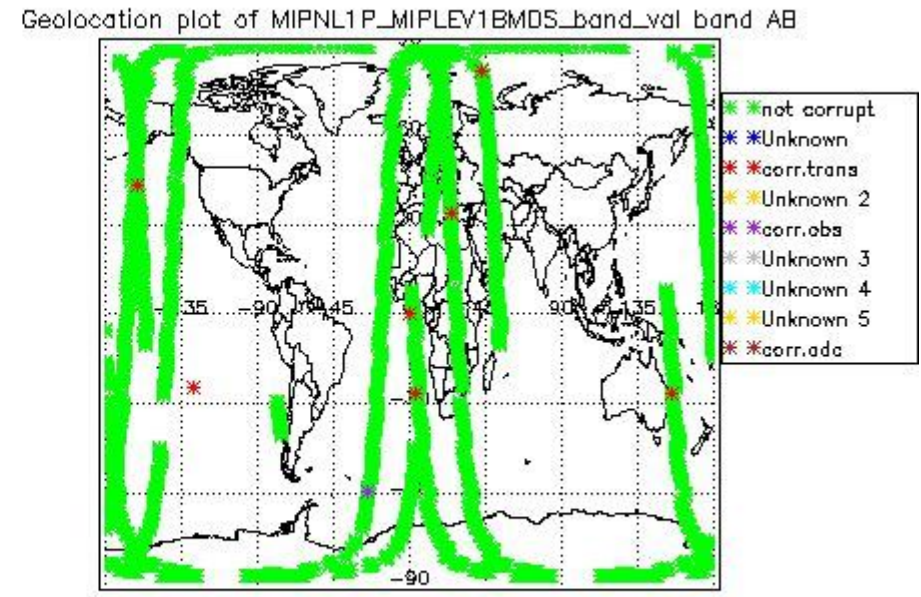 Geolocation plot of MIPNL1P_MIPLEV1BMDS_band_val band AB
not corrupt
Unknown
corr.trans
Unknown 2
corr.obs
Unknown 3
Unknown 4
Unknown 5
corr.adc
-90 -45 90 135
-90